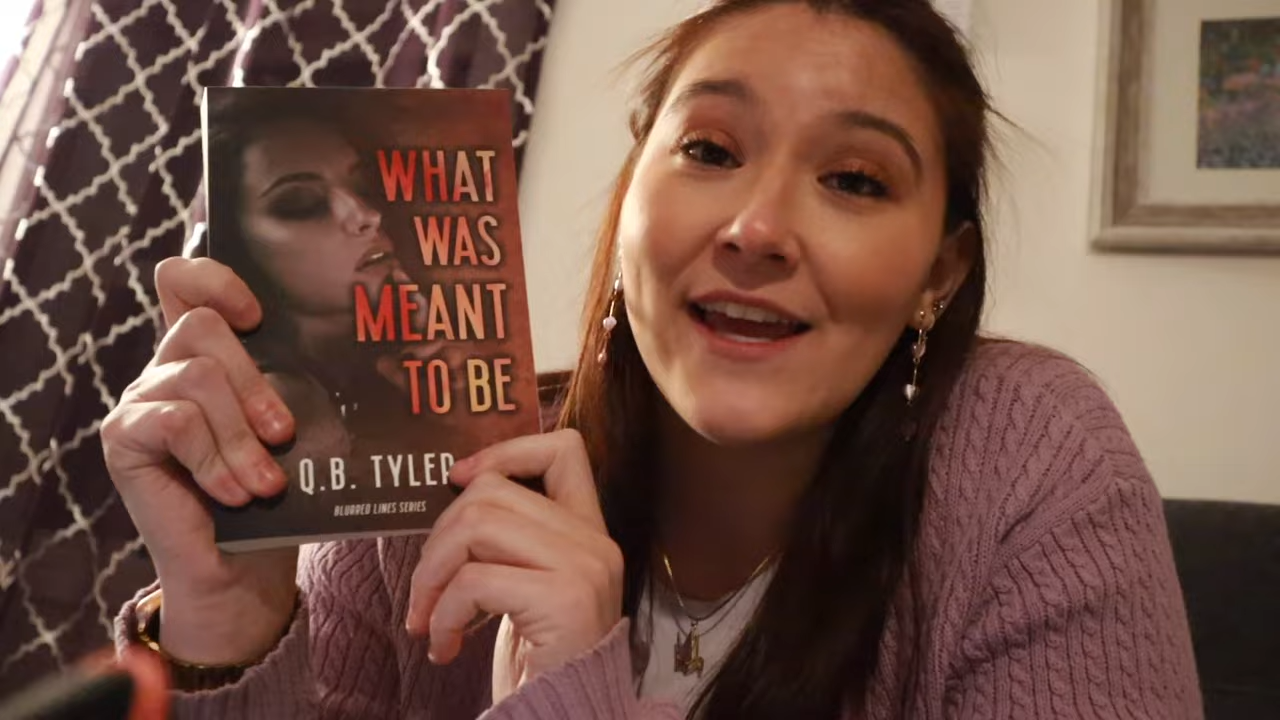 WHAT
WAS
MEANT
TO BE
Q.B. TYLER
BLURRED LINES SERIES